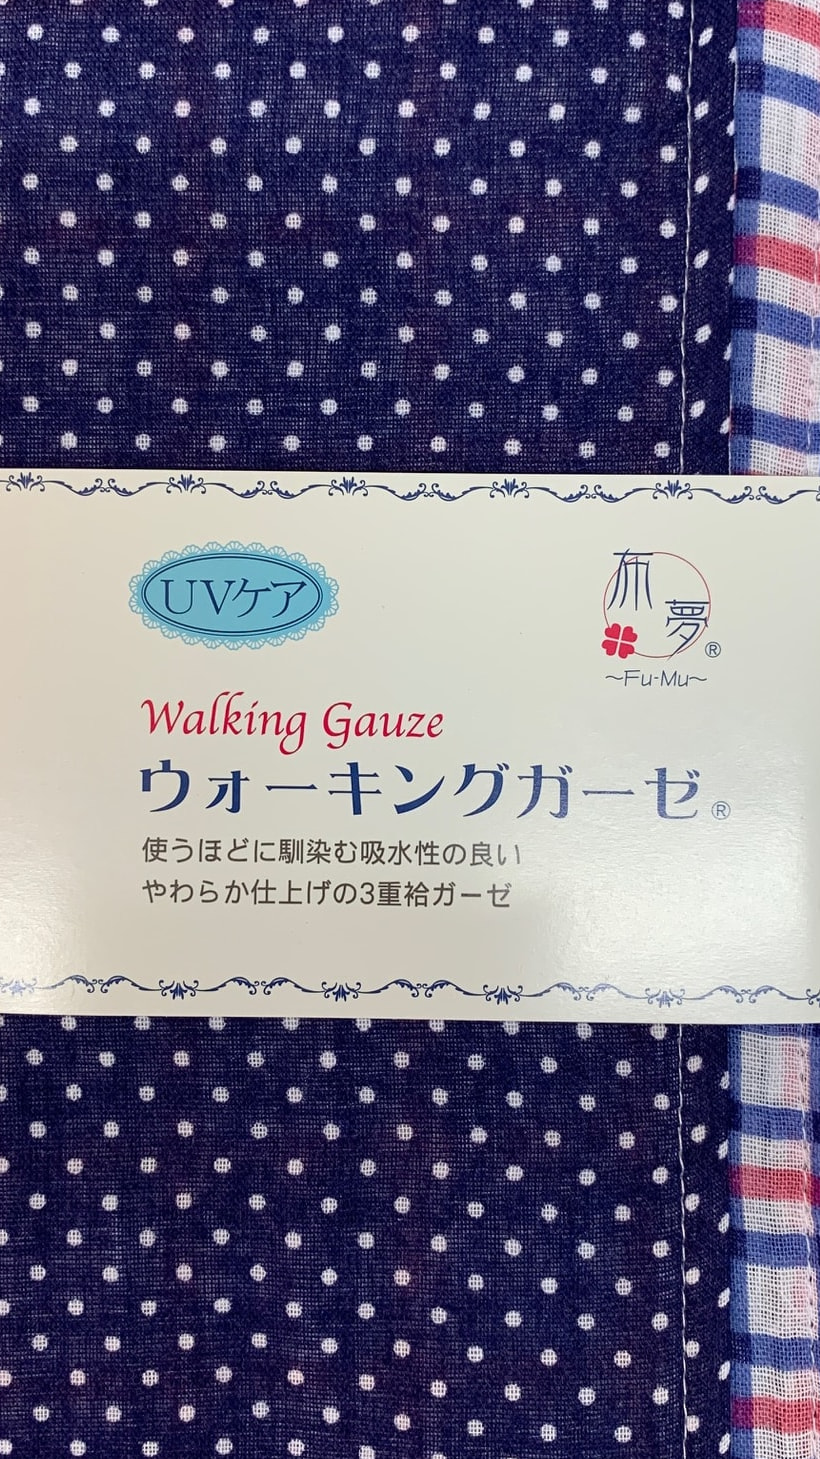 UVケア
布夢®
~Fu-Mu~
Walking Gauze
ウォーキングガーゼ®
使うほどに馴染む吸水性の良い
やわらか仕上げの3重袷ガーゼ